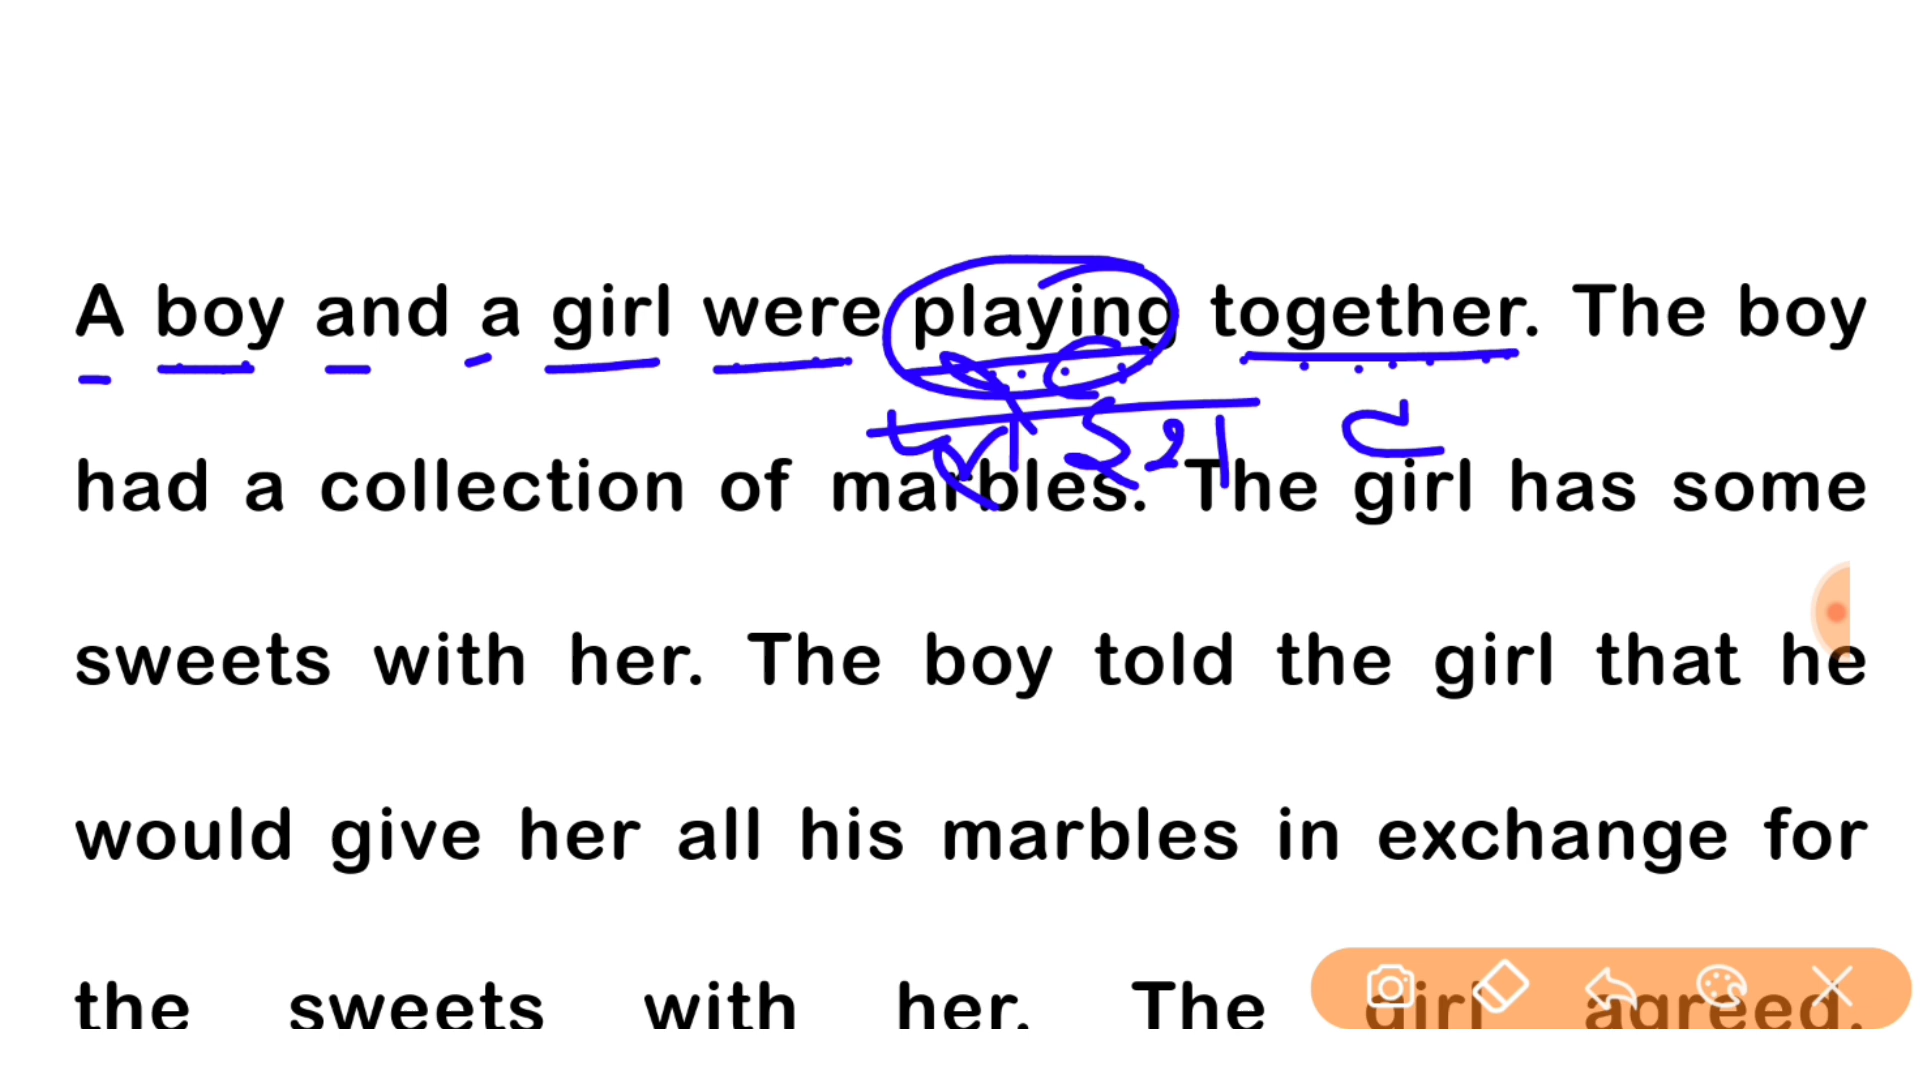 A boy and a girl were playing together. The boy
had a collection of marbles. The girl has some
sweets with her. The boy told the girl that he
would give her all his marbles in exchange for
the sweets with her. The girl agreed.